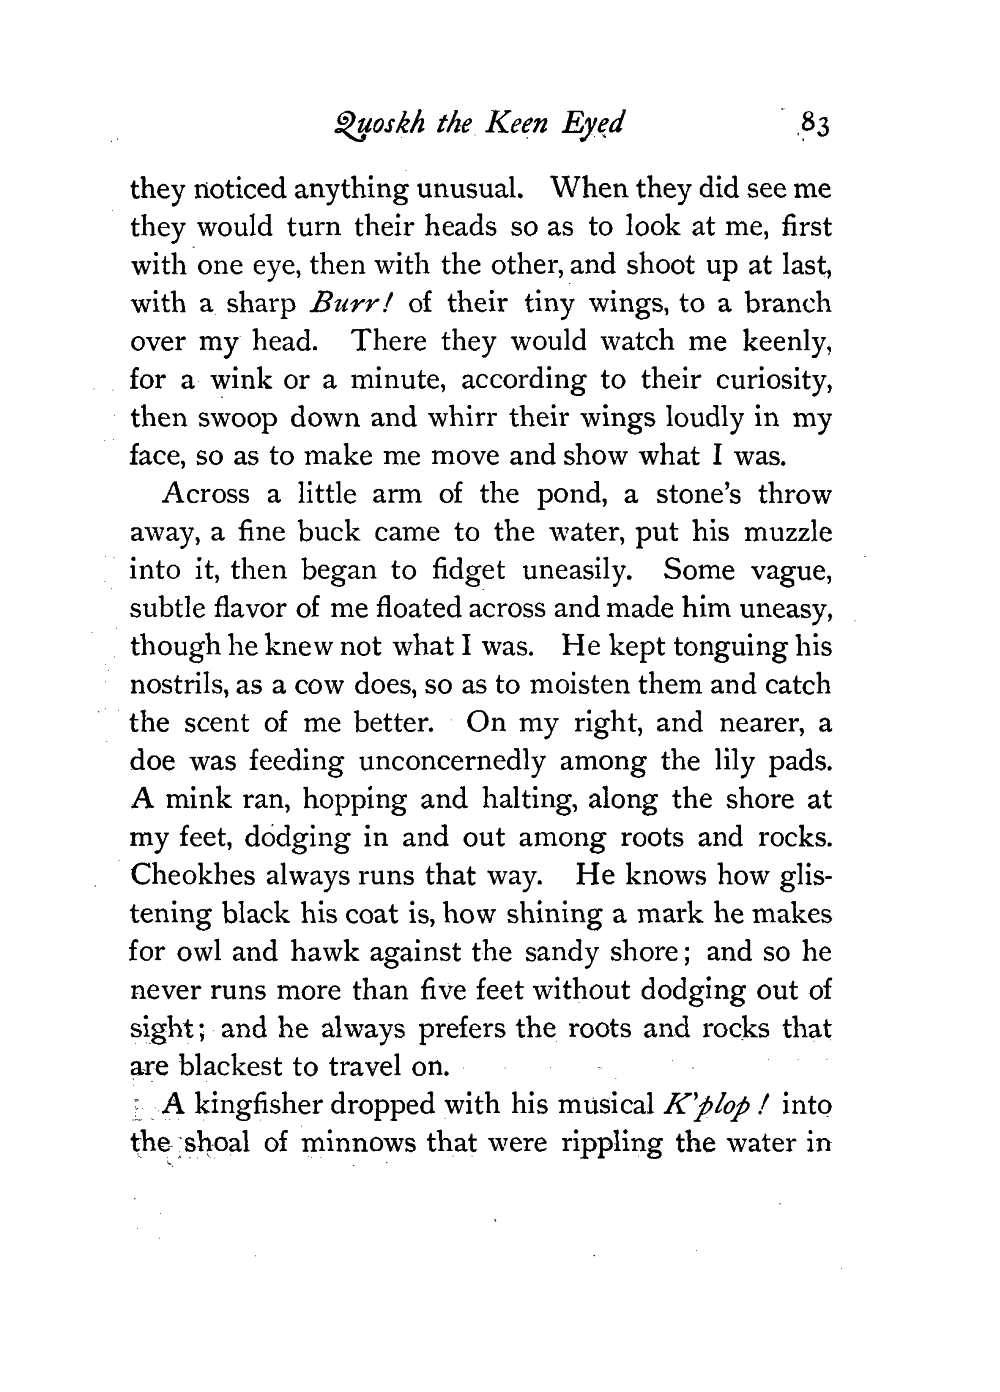 Quoskh the Keen Eyed 83
they noticed anything unusual. When they did see me
they would turn their heads so as to look at me, first
with one eye, then with the other, and shoot up at last,
with a sharp Burr! of their tiny wings, to a branch
over my head. There they would watch me keenly,
for a wink or a minute, according to their curiosity,
then swoop down and whirr their wings loudly in my
face, so as to make me move and show what I was.
Across a little arm of the pond, a stone's throw
away, a fine buck came to the water, put his muzzle
into it, then began to fidget uneasily. Some vague,
subtle flavor of me floated across and made him uneasy,
though he knew not what I was. He kept tonguing his
nostrils, as a cow does, so as to moisten them and catch
the scent of me better. On my right, and nearer, a
doe was feeding unconcernedly among the lily pads.
A mink ran, hopping and halting, along the shore at
my feet, dodging in and out among roots and rocks.
Cheokhes always runs that way. He knows how glis-
tening black his coat is, how shining a mark he makes
for owl and hawk against the sandy shore; and so he
never runs more than five feet without dodging out of
sight; and he always prefers the roots and rocks that
are blackest to travel on.
A kingfisher dropped with his musical K'plop! into
the shoal of minnows that were rippling the water in